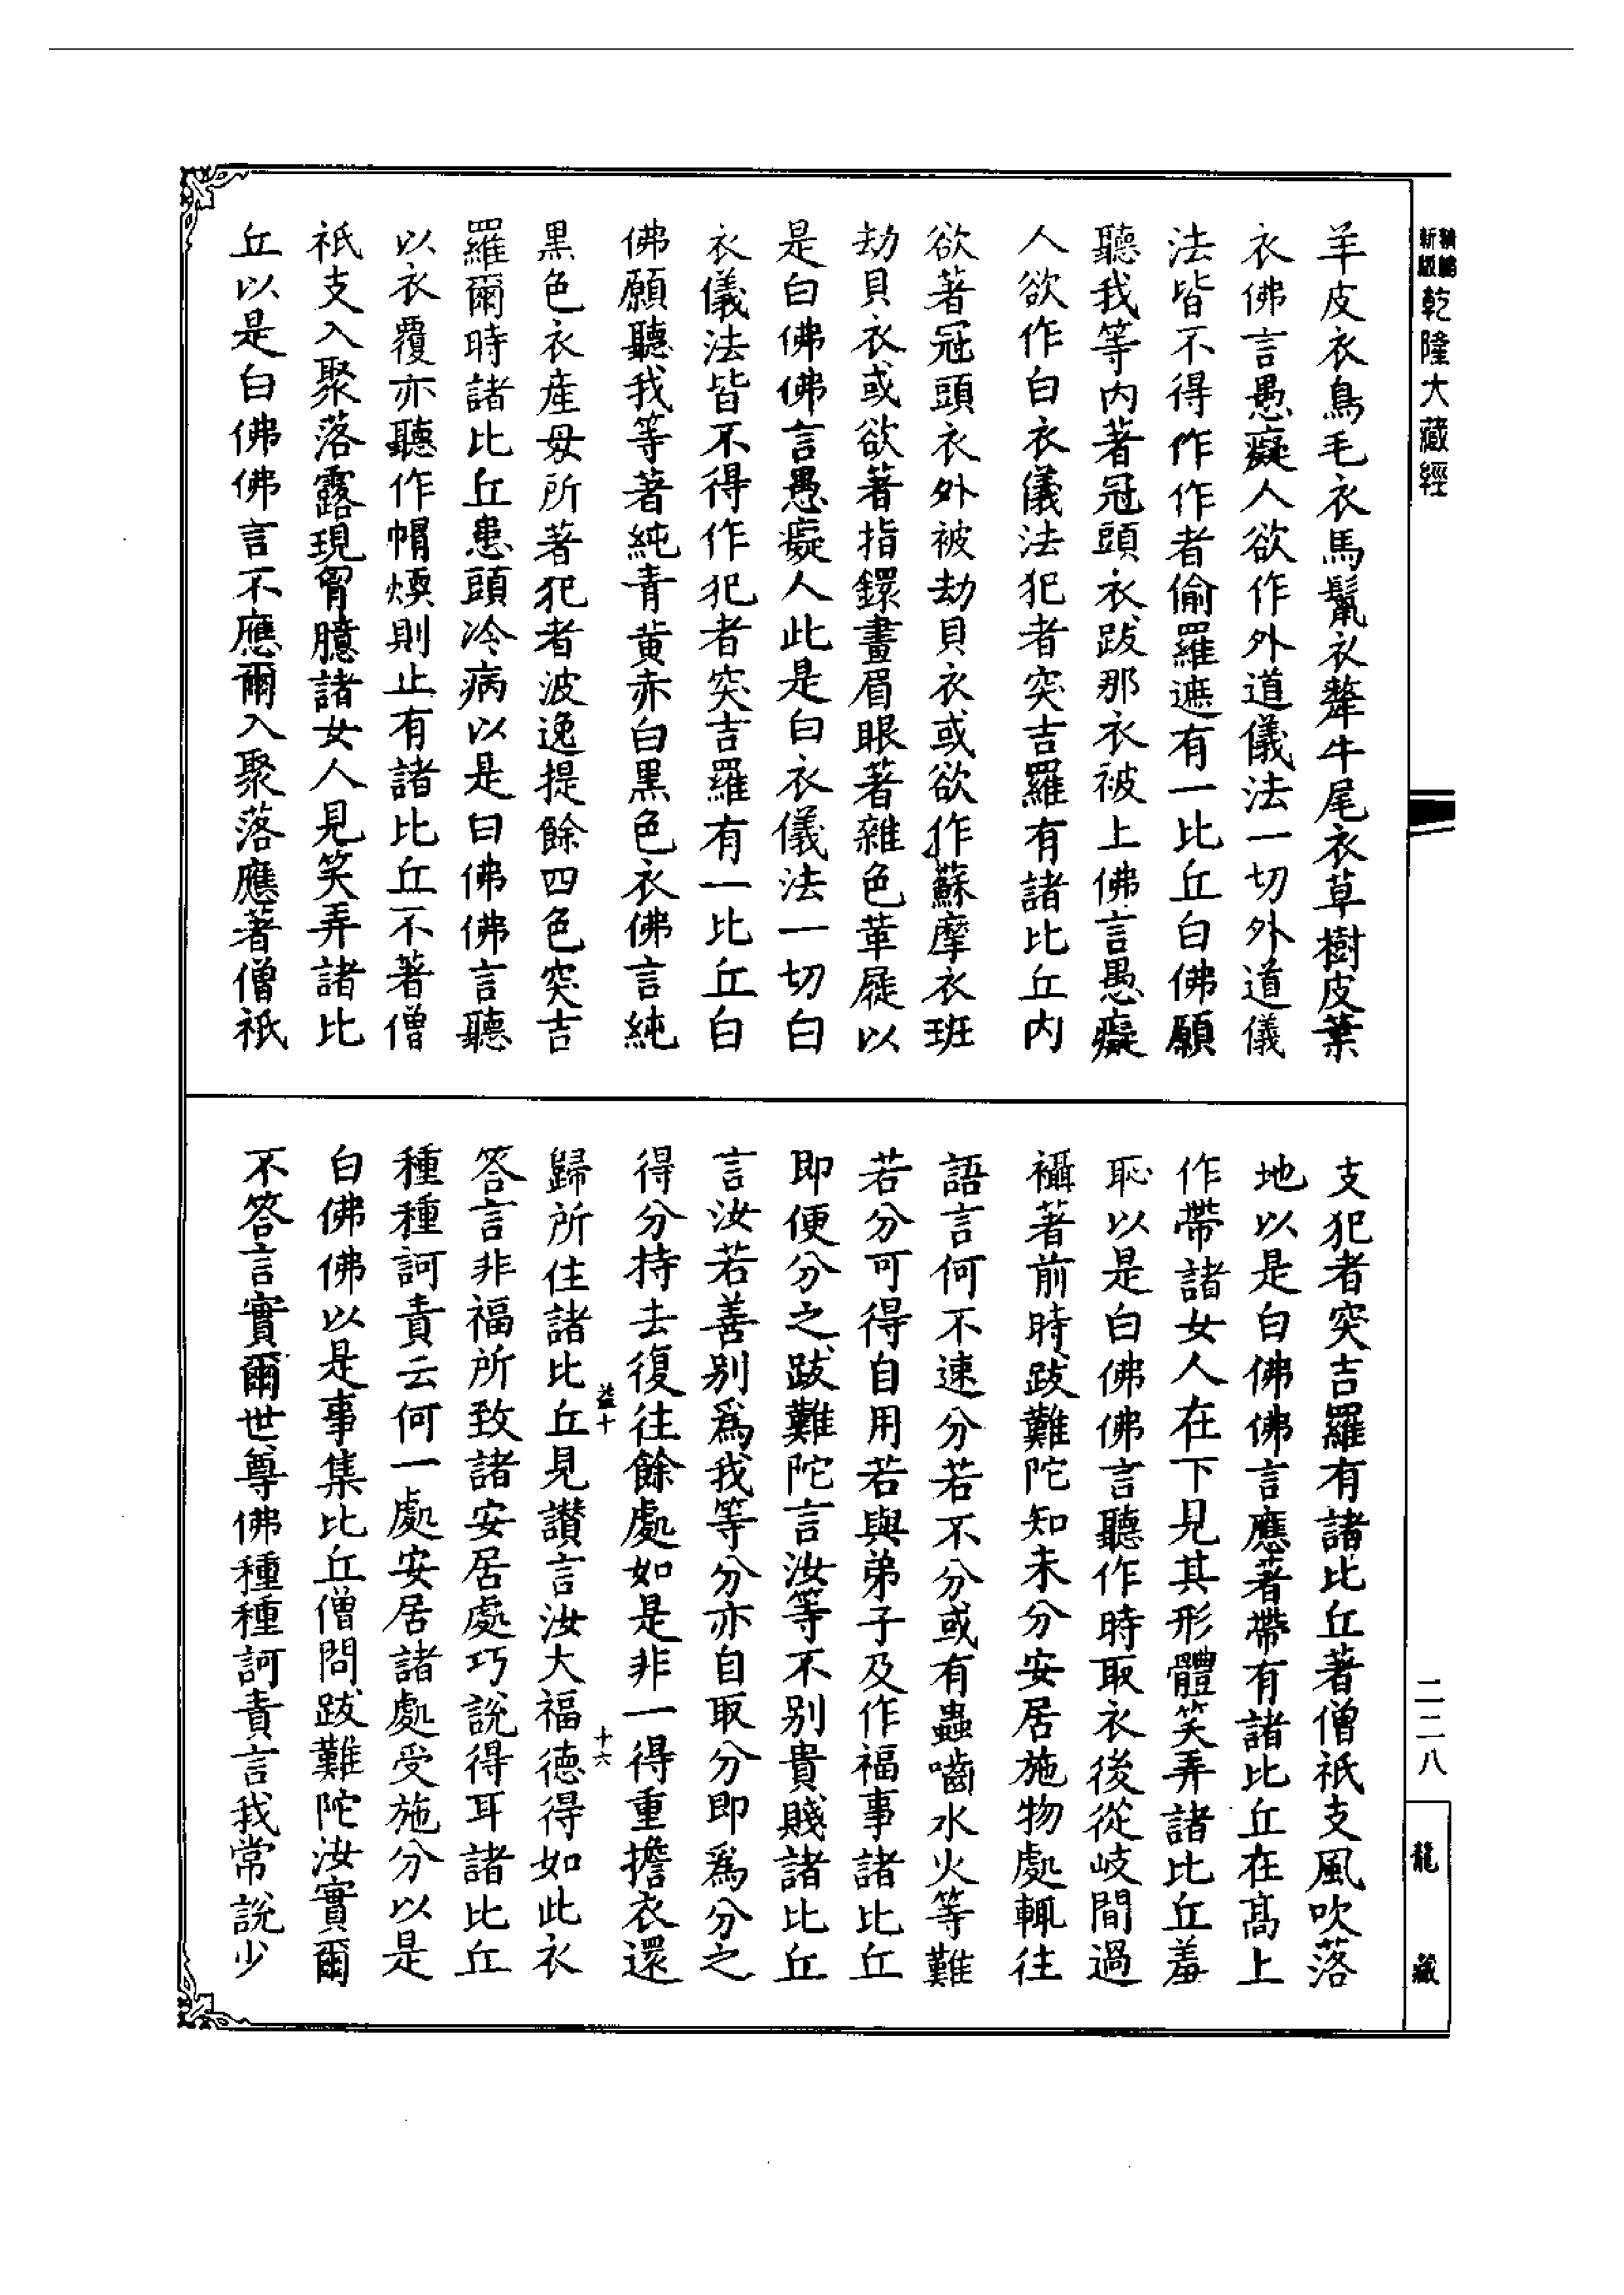 新版
精編
乾隆大藏經
羊皮衣鳥毛衣馬鬣衣犛牛尾衣草樹皮葉
衣佛言愚癡人欲作外道儀法一切外道儀
法皆不得作作者偷羅遮有一比丘白佛願
聽我等內著冠頭衣跋那衣被上佛言愚癡
人欲作白衣儀法犯者突吉羅有諸比丘內
欲著冠頭衣外被劫貝衣或欲作蘇摩衣班
劫貝衣或欲著指鐶畫眉眼著雜色革屣以
是白佛佛言愚癡人此是白衣儀法一切白
衣儀法皆不得作犯者突吉羅有一比丘白
佛願聽我等著純青黃赤白黑色衣佛言純
黑色衣產母所著犯者波逸提餘四色突吉
羅爾時諸比丘患頭冷病以是白佛佛言聽
以衣覆亦聽作帽煗則止有諸比丘不著僧
祇支入聚落露現胷臆諸女人見笑弄諸比
丘以是白佛佛言不應爾入聚落應著僧祇
支犯者突吉羅有諸比丘著僧祇支風吹落
地以是白佛佛言應著帶有諸比丘在高上
作帶諸女人在下見其形體笑弄諸比丘羞
恥以是白佛佛言聽作時取衣後從岐間過
襵著前時跋難陀知未分安居施物處輒往
語言何不速分若不分或有蟲嚙水火等難
若分可得自用若與弟子及作福事諸比丘
即便分之跋難陀言汝等不別貴賤諸比丘
言汝若善別為我等分亦自取分即為分之
得分持去復往餘處如是非一得重擔衣還
益十
十六
歸所住諸比丘見讚言汝大福德得如此衣
答言非福所致諸安居處巧說得耳諸比丘
種種訶責云何一處安居諸處受施分以是
白佛佛以是事集比丘僧問跋難陀汝實爾
不答言實爾世尊佛種種訶責言我常說少
二二八
龍藏